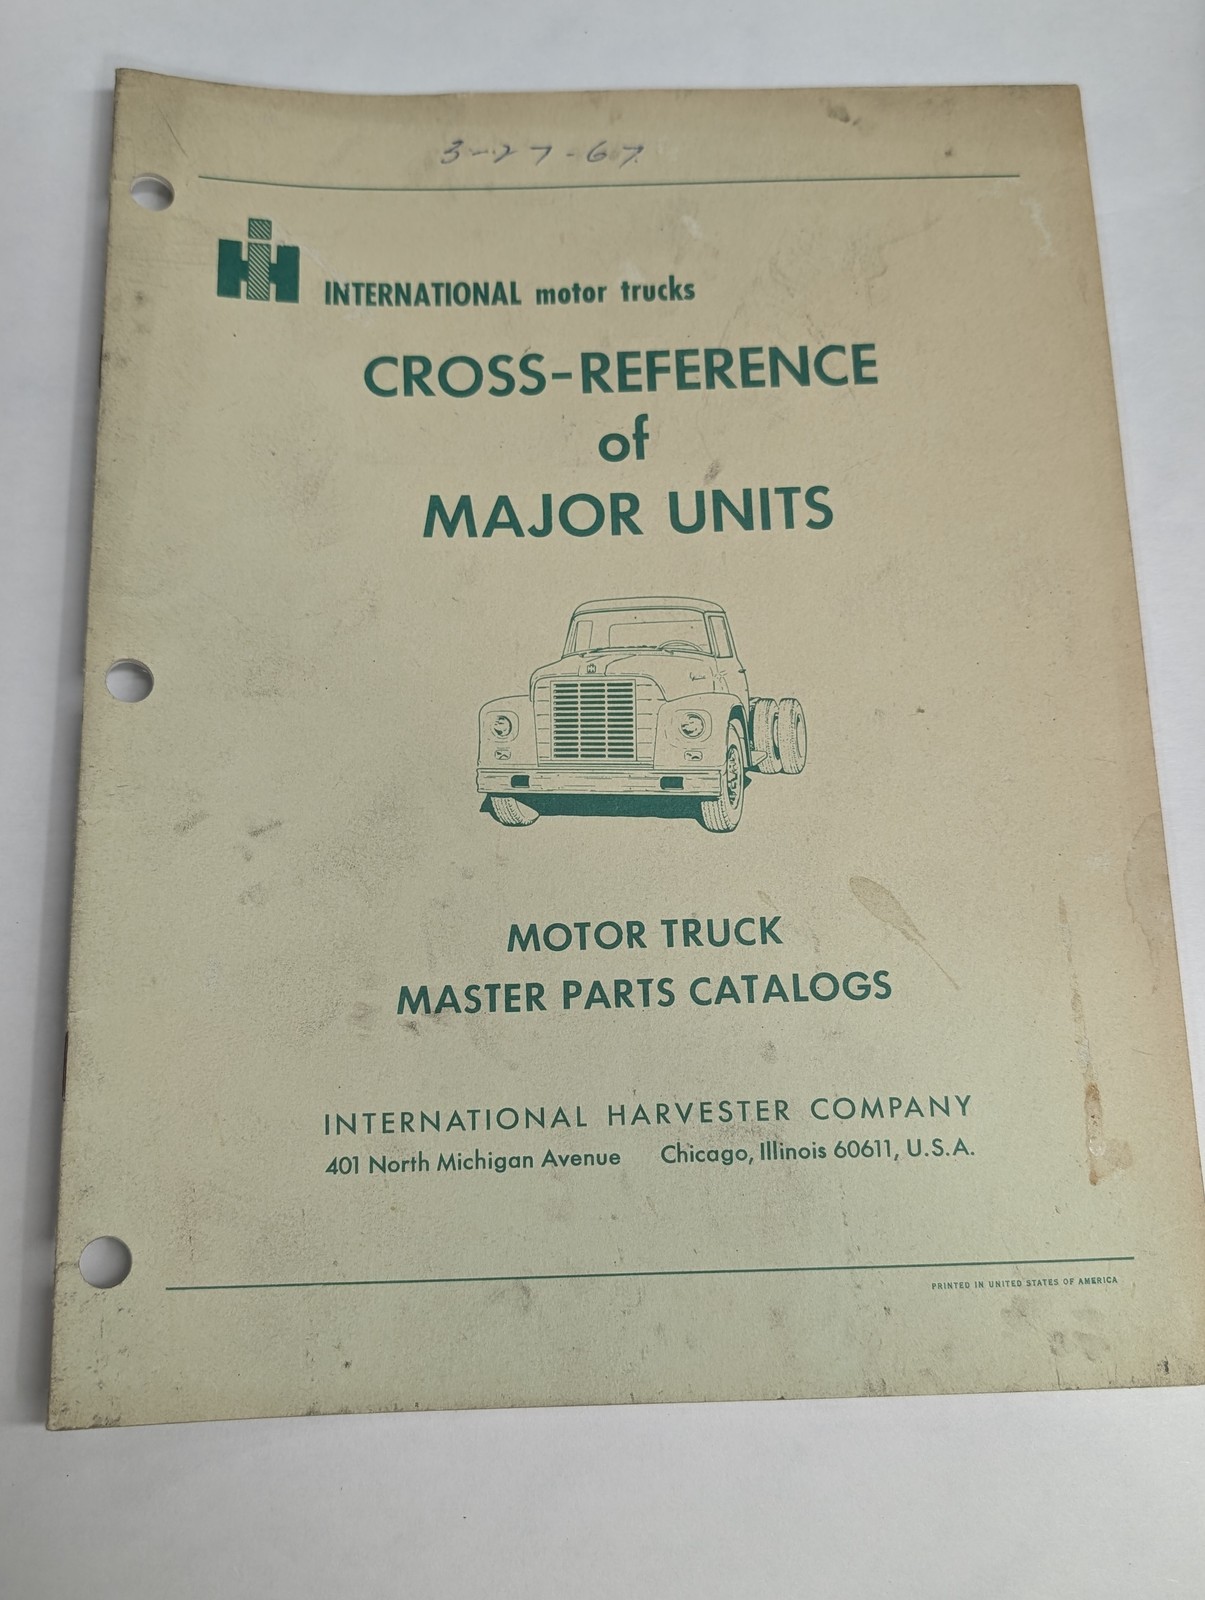 3-27-67
IH INTERNATIONAL motor trucks
CROSS-REFERENCE
of
MAJOR UNITS
MOTOR TRUCK
MASTER PARTS CATALOGS
INTERNATIONAL HARVESTER COMPANY
401 North Michigan Avenue Chicago, Illinois 60611, U.S.A.
PRINTED IN UNITED STATES OF AMERICA